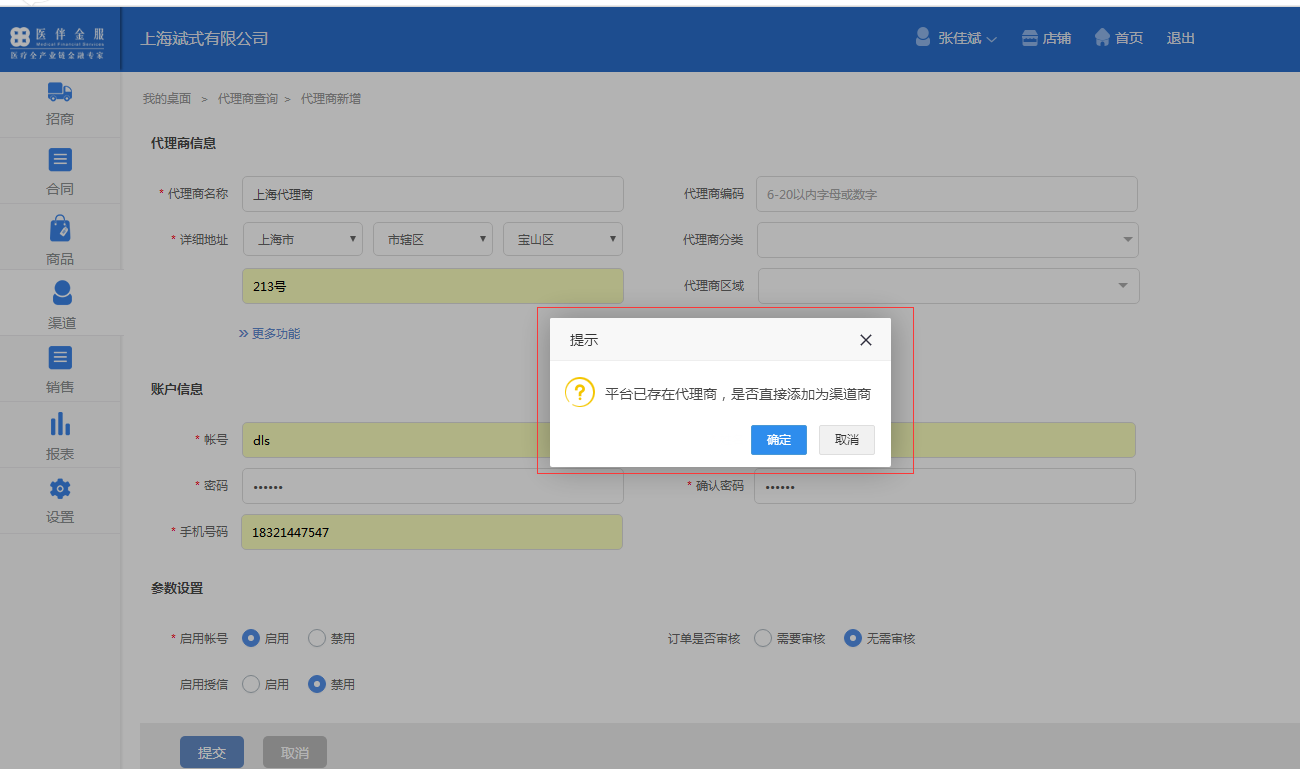 医伴金服
Medical Financial Services
医疗全产业链金融专家
上海斌式有限公司
张佳斌
店铺
首页
退出
招商
合同
商品
渠道
销售
报表
设置
我的桌面 > 代理商查询 > 代理商新增
代理商信息
* 代理商名称 上海代理商
代理商编码 6-20以内字母或数字
* 详细地址 上海市 市辖区 宝山区
代理商分类
213号
代理商区域
» 更多功能
提示
平台已存在代理商，是否直接添加为渠道商
确定 取消
账户信息
* 帐号 dls
* 密码 ••••••
* 确认密码 ••••••
* 手机号码 18321447547
参数设置
* 启用帐号 启用 禁用
订单是否审核 需要审核 无需审核
启用授信 启用 禁用
提交 取消